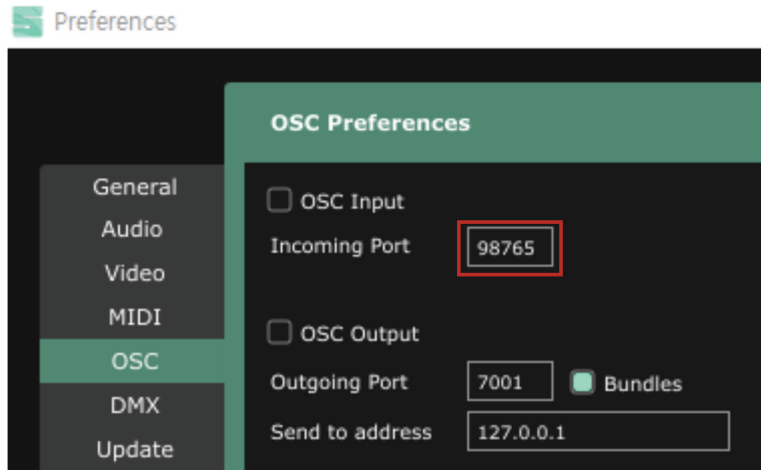 Preferences
OSC Preferences
General
Audio
Video
MIDI
OSC
DMX
Update
OSC Input
Incoming Port 98765
OSC Output
Outgoing Port 7001 Bundles
Send to address 127.0.0.1